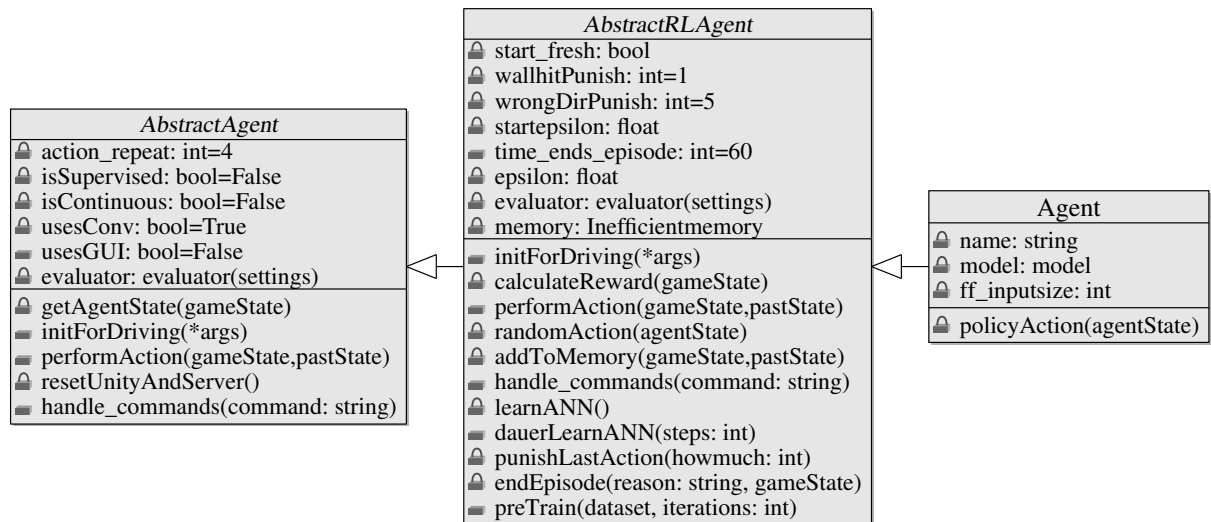 AbstractAgent
action_repeat: int=4
isSupervised: bool=False
isContinuous: bool=False
usesConv: bool=True
usesGUI: bool=False
evaluator: evaluator(settings)
getAgentState(gameState)
initForDriving(*args)
performAction(gameState,pastState)
resetUnityAndServer()
handle_commands(command: string)
AbstractRLAgent
start_fresh: bool
wallhitPunish: int=1
wrongDirPunish: int=5
startepsilon: float
time_ends_episode: int=60
epsilon: float
evaluator: evaluator(settings)
memory: Inefficientmemory
initForDriving(*args)
calculateReward(gameState)
performAction(gameState,pastState)
randomAction(agentState)
addToMemory(gameState,pastState)
handle_commands(command: string)
learnANN()
dauerLearnANN(steps: int)
punishLastAction(howmuch: int)
endEpisode(reason: string, gameState)
preTrain(dataset, iterations: int)
Agent
name: string
model: model
ff_inputsize: int
policyAction(agentState)